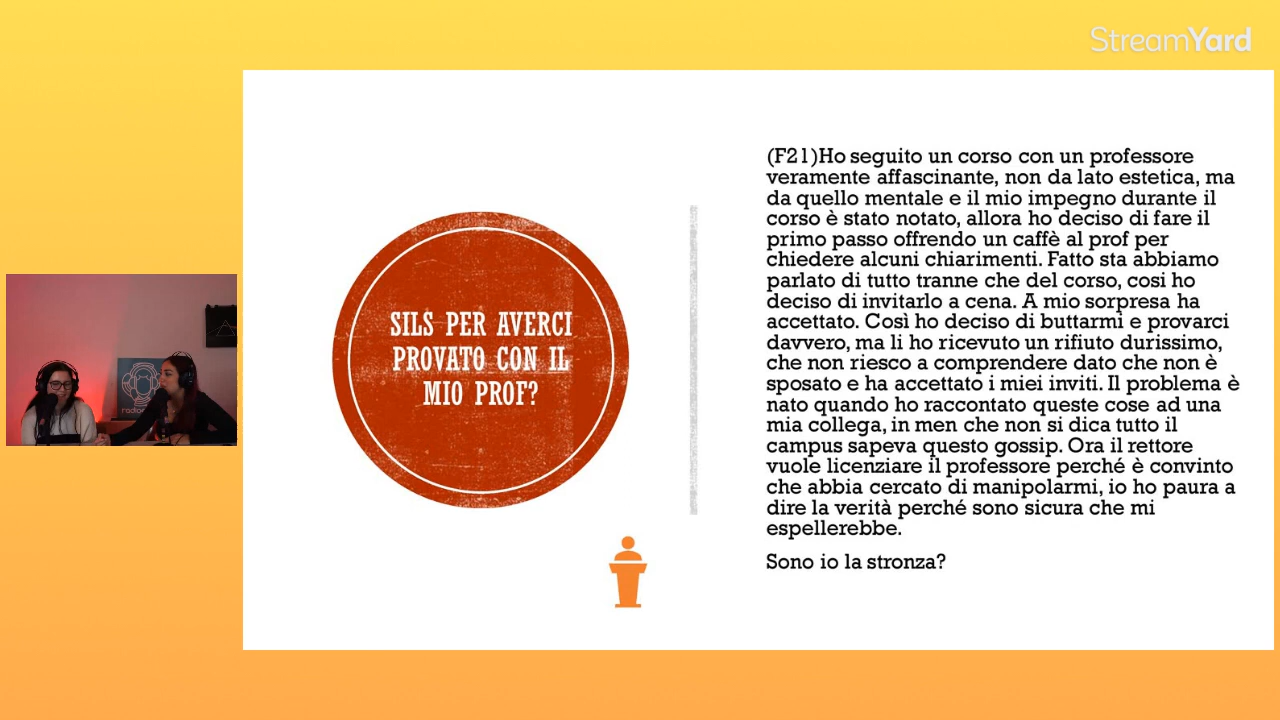 StreamYard
SILS PER AVERCI
PROVATO CON IL
MIO PROF?
(F21)Ho seguito un corso con un professore
veramente affascinante, non da lato estetica, ma
da quello mentale e il mio impegno durante il
corso è stato notato, allora ho deciso di fare il
primo passo offrendo un caffè al prof per
chiedere alcuni chiarimenti. Fatto sta abbiamo
parlato di tutto tranne che del corso, cosi ho
deciso di invitarlo a cena. A mio sorpresa ha
accettato. Così ho deciso di buttarmi e provarci
davvero, ma li ho ricevuto un rifiuto durissimo,
che non riesco a comprendere dato che non è
sposato e ha accettato i miei inviti. Il problema è
nato quando ho raccontato queste cose ad una
mia collega, in men che non si dica tutto il
campus sapeva questo gossip. Ora il rettore
vuole licenziare il professore perché è convinto
che abbia cercato di manipolarmi, io ho paura a
dire la verità perché sono sicura che mi
espellerebbe.
Sono io la stronza?